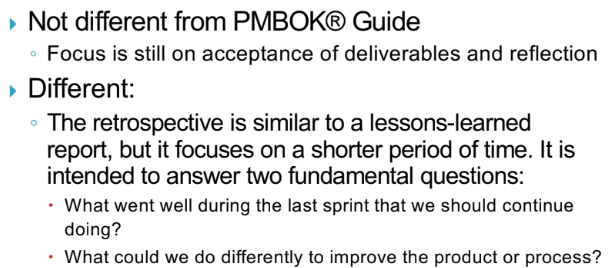 Not different from PMBOK® Guide
Focus is still on acceptance of deliverables and reflection
Different:
The retrospective is similar to a lessons-learned
report, but it focuses on a shorter period of time. It is
intended to answer two fundamental questions:
What went well during the last sprint that we should continue
doing?
What could we do differently to improve the product or process?